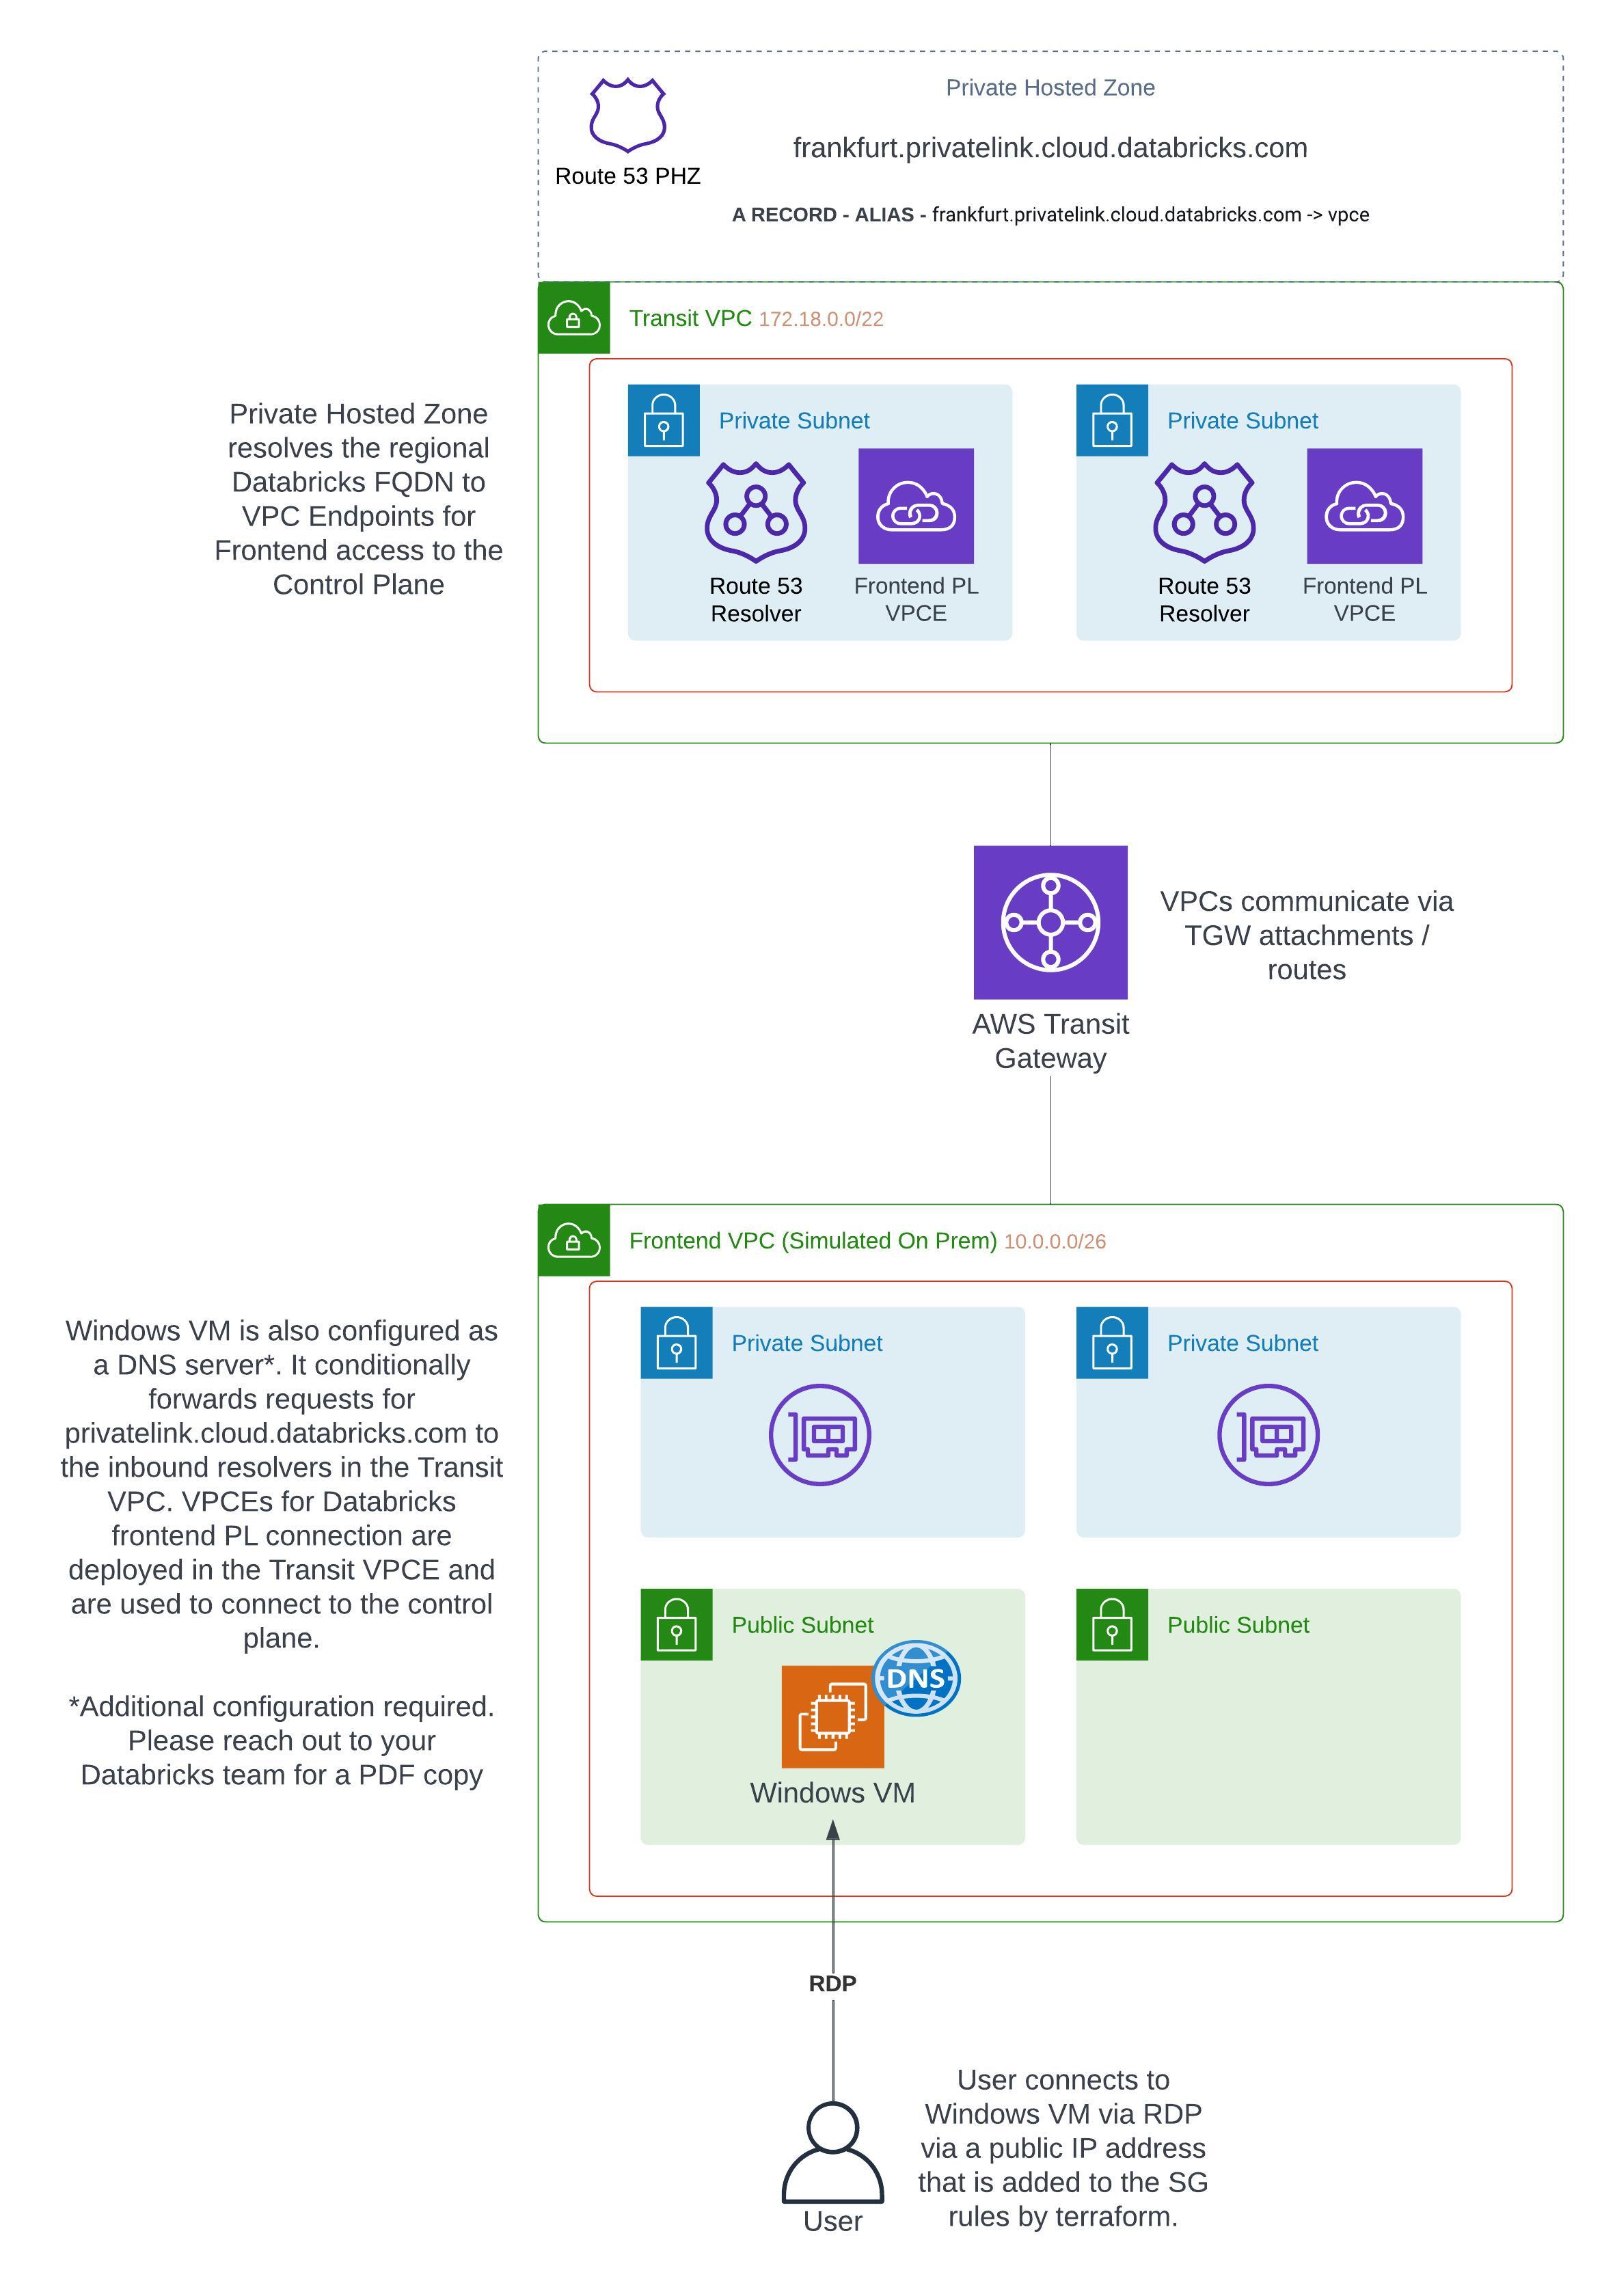 Private Hosted Zone
frankfurt.privatelink.cloud.databricks.com
Route 53 PHZ
A RECORD - ALIAS - frankfurt.privatelink.cloud.databricks.com -> vpce
Transit VPC 172.18.0.0/22
Private Hosted Zone
resolves the regional
Databricks FQDN to
VPC Endpoints for
Frontend access to the
Control Plane
Private Subnet
Route 53
Resolver
Frontend PL
VPCE
Private Subnet
Route 53
Resolver
Frontend PL
VPCE
AWS Transit
Gateway
VPCs communicate via
TGW attachments /
routes
Frontend VPC (Simulated On Prem) 10.0.0.0/26
Windows VM is also configured as
a DNS server*. It conditionally
forwards requests for
privatelink.cloud.databricks.com to
the inbound resolvers in the Transit
VPC. VPCEs for Databricks
frontend PL connection are
deployed in the Transit VPCE and
are used to connect to the control
plane.
*Additional configuration required.
Please reach out to your
Databricks team for a PDF copy
Private Subnet
Private Subnet
Public Subnet
DNS
Windows VM
Public Subnet
RDP
User
User connects to
Windows VM via RDP
via a public IP address
that is added to the SG
rules by terraform.